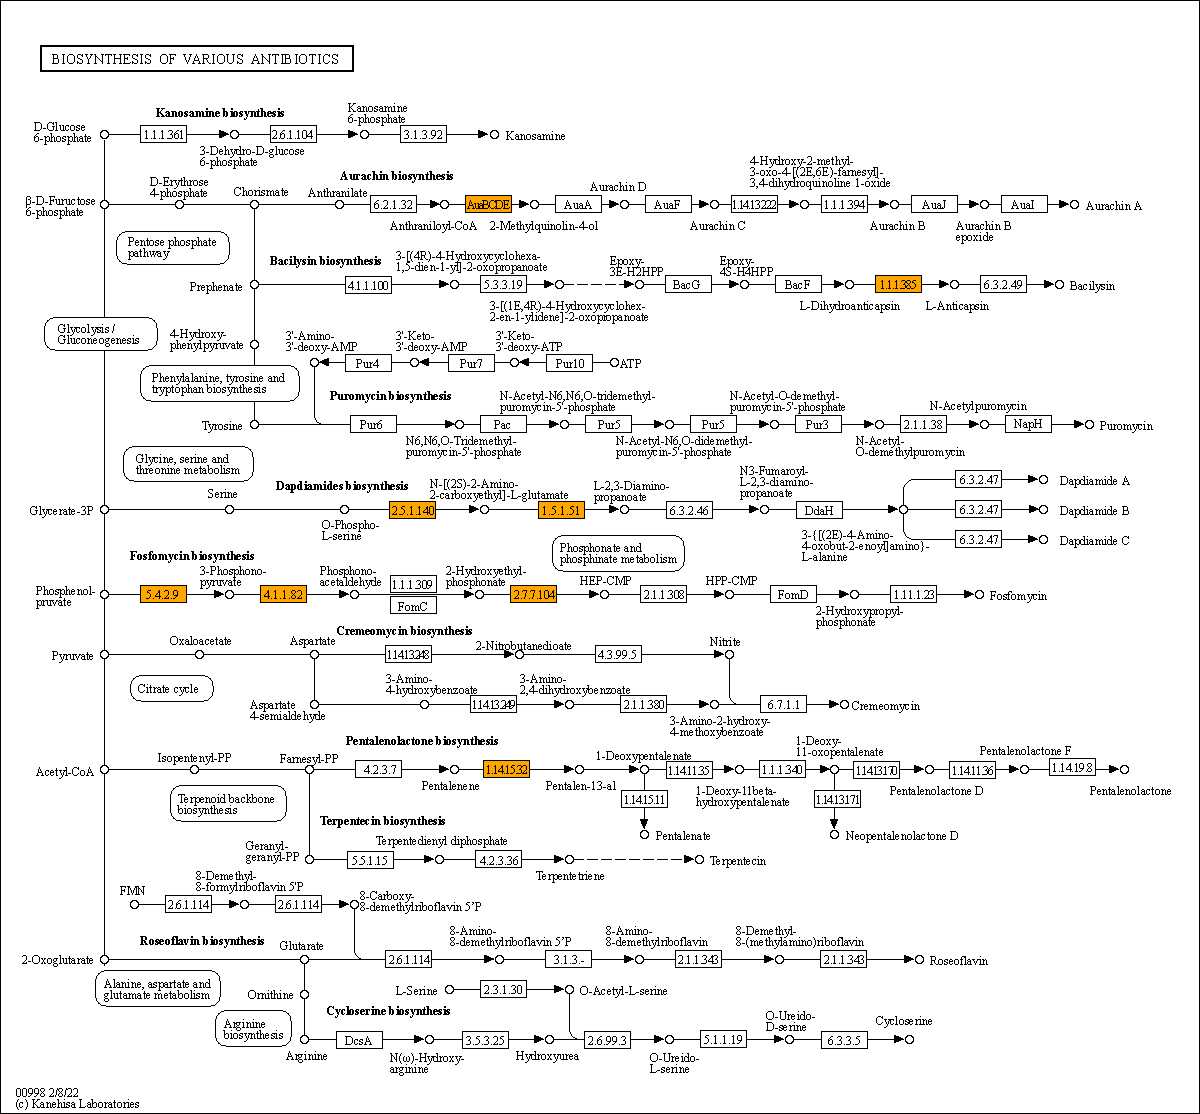 BIOSYNTHESIS OF VARIOUS ANTIBIOTICS
Kanosamine biosynthesis
D-Glucose
6-phosphate
1.1.1.361
3-Dehydro-D-glucose
6-phosphate
2.6.1.104
Kanosamine
6-phosphate
3.1.3.92
Kanosamine
Aurachin biosynthesis
β-D-Fructose
6-phosphate
D-Erythrose
4-phosphate
Chorismate
Anthranilate
6.2.1.32
Anthraniloyl-CoA
AuaBCDE
2-Methylquinolin-4-ol
AuaA
Aurachin D
AuaF
Aurachin C
4-Hydroxy-2-methyl-
3-oxo-4-[(2E,6E)-farnesyl]-
3,4-dihydroquinoline 1-oxide
1.14.13.222
1.1.1.394
Aurachin B
AuaJ
Aurachin B
epoxide
AuaI
Aurachin A
Pentose phosphate
pathway
Bacilysin biosynthesis
Prephenate
4.1.1.100
3-[(4R)-4-Hydroxycyclohexa-
1,5-dien-1-yl]-2-oxopropanoate
5.3.3.19
3-[(1E,4R)-4-Hydroxycyclohex-
2-en-1-ylidene]-2-oxopropanoate
Epoxy-
3E-H2HPP
BacG
Epoxy-
4S-H4HPP
BacF
L-Dihydroanticapsin
1.1.1.385
L-Anticapsin
6.3.2.49
Bacilysin
Glycolysis /
Gluconeogenesis
4-Hydroxy-
phenylpyruvate
3'-Amino-
3'-deoxy-AMP
Pur4
3'-Keto-
3'-deoxy-AMP
Pur7
3'-Keto-
3'-deoxy-ATP
Pur10
ATP
Phenylalanine, tyrosine and
tryptophan biosynthesis
Puromycin biosynthesis
Tyrosine
Pur6
N6,N6,O-Tridemethyl-
puromycin-5'-phosphate
Pac
N-Acetyl-N6,N6,O-tridemethyl-
puromycin-5'-phosphate
Pur5
N-Acetyl-N6,O-didemethyl-
puromycin-5'-phosphate
Pur5
N-Acetyl-O-demethyl-
puromycin-5'-phosphate
Pur3
N-Acetyl-
O-demethylpuromycin
2.1.1.38
N-Acetylpuromycin
NapH
Puromycin
Glycine, serine and
threonine metabolism
Dapdiamides biosynthesis
Glycerate-3P
Serine
O-Phospho-
L-serine
2.5.1.140
N-[(2S)-2-Amino-
2-carboxyethyl]-L-glutamate
1.5.1.51
L-2,3-Diamino-
propanoate
6.3.2.46
N3-Fumaroyl-
L-2,3-diamino-
propanoate
DdaH
3-{[(2E)-4-Amino-
4-oxobut-2-enoyl]amino}-
L-alanine
6.3.2.47
Dapdiamide A
6.3.2.47
Dapdiamide B
6.3.2.47
Dapdiamide C
Fosfomycin biosynthesis
Phosphonate and
phosphinate metabolism
Phosphenol-
pruvate
5.4.2.9
3-Phosphono-
pyruvate
4.1.1.82
Phosphono-
acetaldehyde
1.1.1.309
FomC
2-Hydroxyethyl-
phosphonate
2.7.7.104
HEP-CMP
2.1.1.308
HPP-CMP
FomD
2-Hydroxypropyl-
phosphonate
1.11.1.23
Fosfomycin
Cremeomycin biosynthesis
Pyruvate
Oxaloacetate
Aspartate
1.14.13.248
2-Nitrobutanedioate
4.3.99.5
Nitrite
Citrate cycle
Aspartate
4-semialdehyde
3-Amino-
4-hydroxybenzoate
1.14.13.249
3-Amino-
2,4-dihydroxybenzoate
2.1.1.380
3-Amino-2-hydroxy-
4-methoxybenzoate
6.7.1.1
Cremeomycin
Pentalenolactone biosynthesis
Acetyl-CoA
Isopentenyl-PP
Farnesyl-PP
4.2.3.7
Pentalenene
1.14.15.32
Pentalen-13-al
1-Deoxypentalenate
1.14.11.35
1-Deoxy-11beta-
hydroxypentalenate
1.1.1.340
1-Deoxy-
11-oxopentalenate
1.14.13.170
Pentalenolactone D
1.14.11.36
Pentalenolactone F
1.14.19.8
Pentalenolactone
1.14.15.11
Pentalenate
1.14.13.171
Neopentalenolactone D
Terpenoid backbone
biosynthesis
Terpentecin biosynthesis
Geranyl-
geranyl-PP
5.5.1.15
Terpentedienyl diphosphate
4.2.3.36
Terpentetriene
Terpentecin
FMN
2.6.1.114
8-Demethyl-
8-formylriboflavin 5'P
2.6.1.114
8-Carboxy-
8-demethylriboflavin 5'P
Roseoflavin biosynthesis
2-Oxoglutarate
Glutarate
2.6.1.114
8-Amino-
8-demethylriboflavin 5'P
3.1.3.-
8-Amino-
8-demethylriboflavin
2.1.1.343
8-Demethyl-
8-(methylamino)riboflavin
2.1.1.343
Roseoflavin
Alanine, aspartate and
glutamate metabolism
Ornithine
L-Serine
2.3.1.30
O-Acetyl-L-serine
Cycloserine biosynthesis
Arginine
biosynthesis
Arginine
DcsA
N(ω)-Hydroxy-
arginine
3.5.3.25
Hydroxyurea
2.6.99.3
O-Ureido-
L-serine
5.1.1.19
O-Ureido-
D-serine
6.3.3.5
Cycloserine
00998 2/8/22
(c) Kanehisa Laboratories